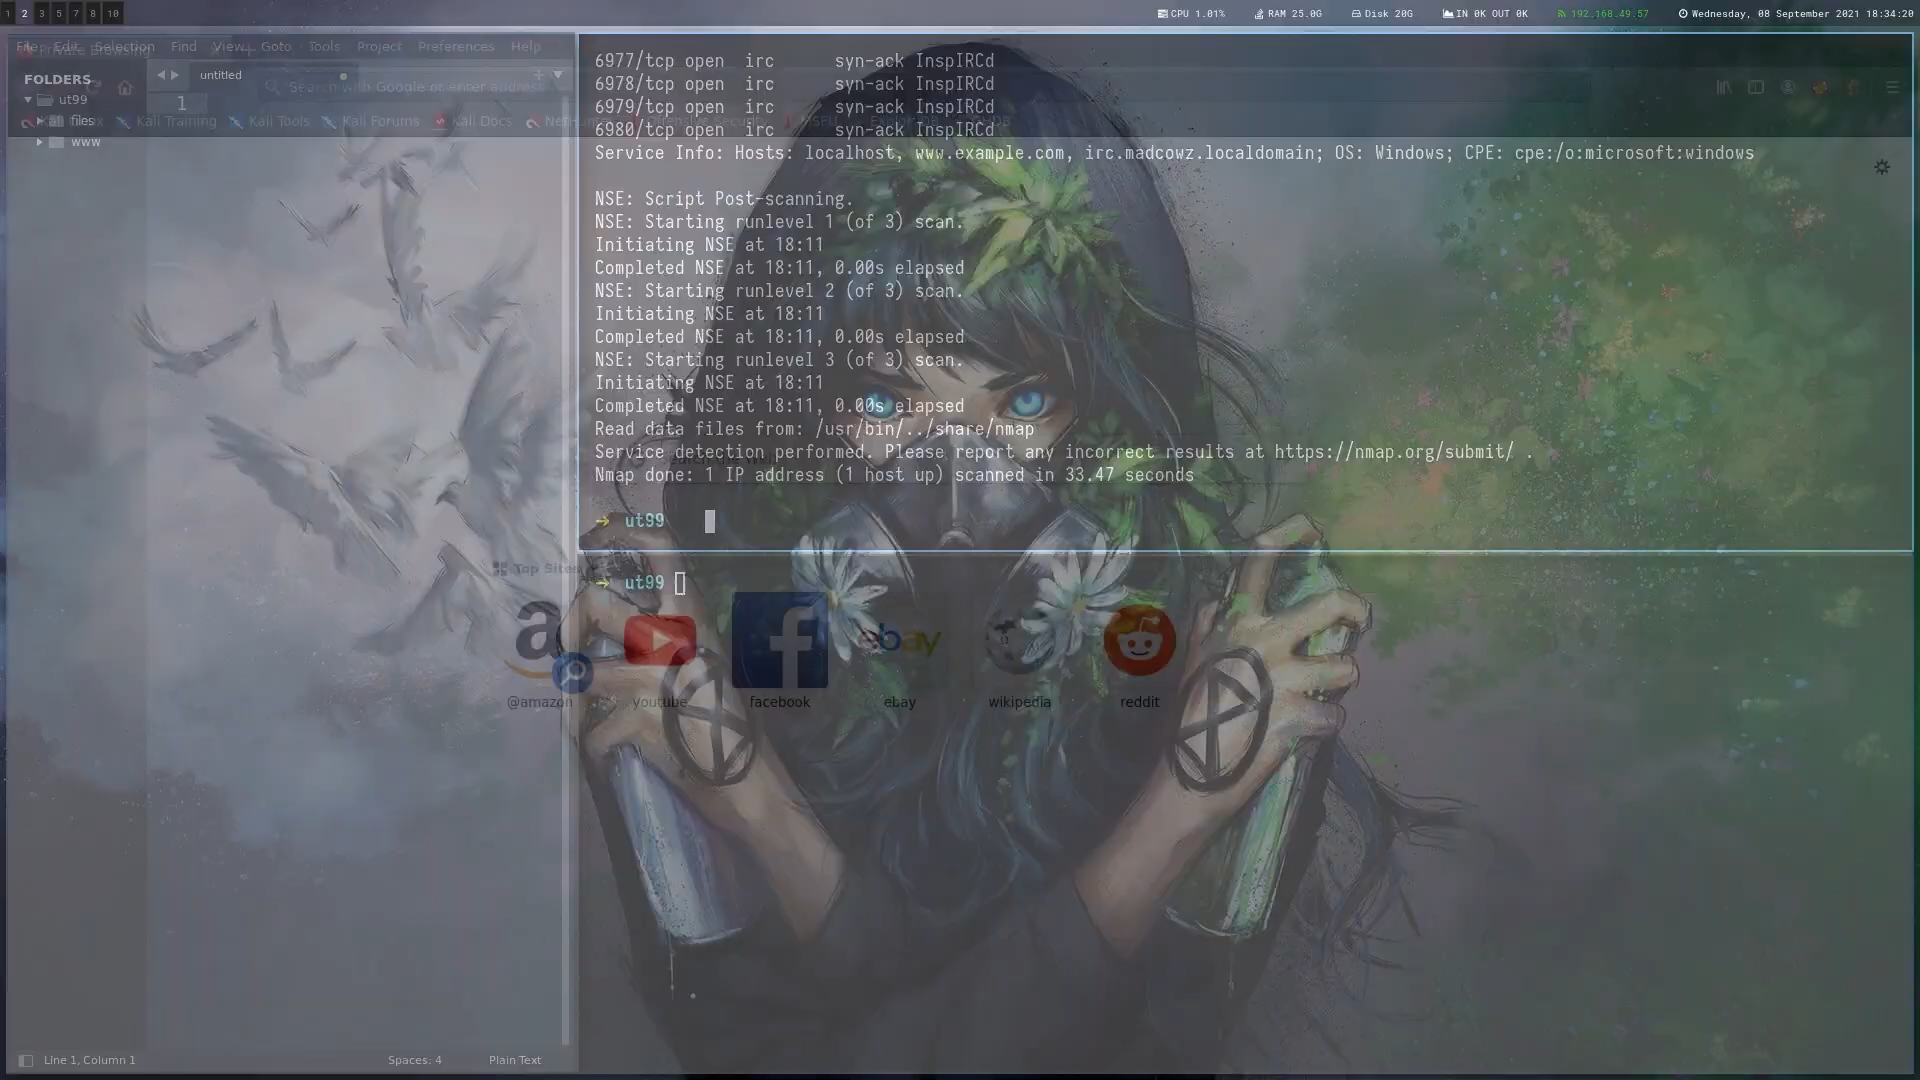 1 2 3 5 7 8 10
CPU 1.01% RAM 25.0G Disk 20G IN 0K OUT 0K 192.168.49.57 Wednesday, 08 September 2021 18:34:20
File Edit Selection Find View Goto Tools Project Preferences Help
Private Browsing
FOLDERS
untitled
Search with Google or enter address
ut99
1
files
Kali Training Kali Tools Kali Forums Kali Docs
www
6977/tcp open irc syn-ack InspIRCd
6978/tcp open irc syn-ack InspIRCd
6979/tcp open irc syn-ack InspIRCd
6980/tcp open irc syn-ack InspIRCd
Service Info: Hosts: localhost, www.example.com, irc.madcowz.localdomain; OS: Windows; CPE: cpe:/o:microsoft:windows
NSE: Script Post-scanning.
NSE: Starting runlevel 1 (of 3) scan.
Initiating NSE at 18:11
Completed NSE at 18:11, 0.00s elapsed
NSE: Starting runlevel 2 (of 3) scan.
Initiating NSE at 18:11
Completed NSE at 18:11, 0.00s elapsed
NSE: Starting runlevel 3 (of 3) scan.
Initiating NSE at 18:11
Completed NSE at 18:11, 0.00s elapsed
Read data files from: /usr/bin/../share/nmap
Service detection performed. Please report any incorrect results at https://nmap.org/submit/ .
Nmap done: 1 IP address (1 host up) scanned in 33.47 seconds
→ ut99
Top Sites
→ ut99
a
f
ebay
@amazon youtube facebook ebay wikipedia reddit
Line 1, Column 1 Spaces: 4 Plain Text